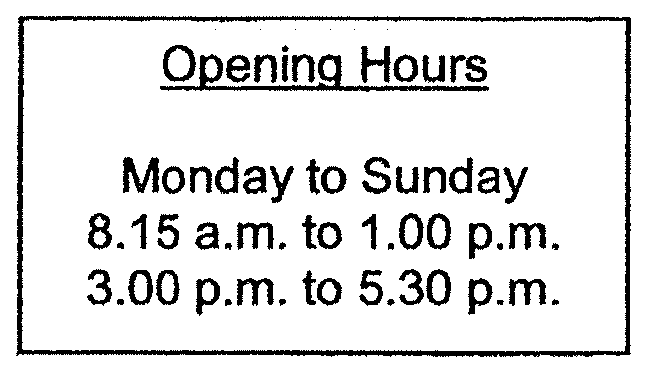 Opening Hours
Monday to Sunday
8.15 a.m. to 1.00 p.m.
3.00 p.m. to 5.30 p.m.